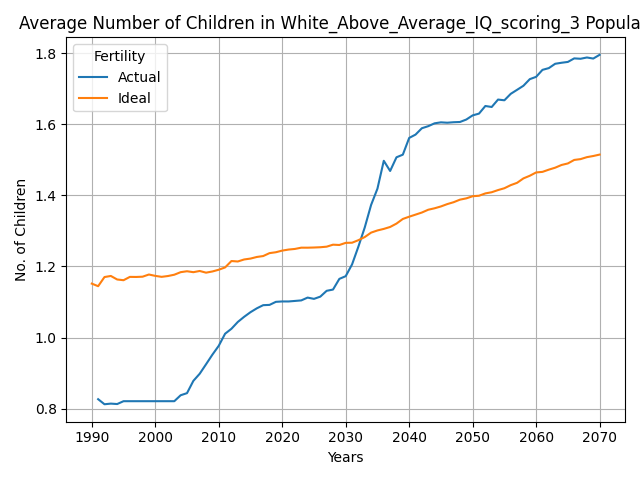 Average Number of Children in White_Above_Average_IQ_scoring_3 Popula
Fertility
Actual
Ideal
1.8
1.6
1.4
1.2
1.0
0.8
No. of Children
1990 2000 2010 2020 2030 2040 2050 2060 2070
Years